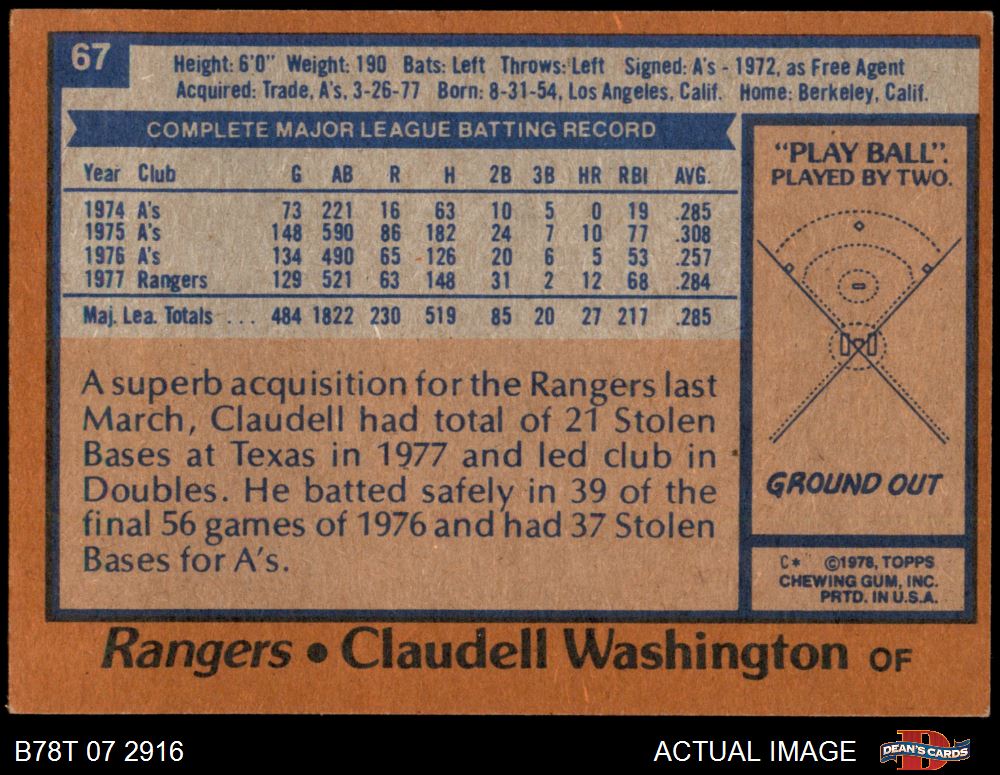 67
Height: 6'0" Weight: 190 Bats: Left Throws: Left Signed: A's - 1972, as Free Agent
Acquired: Trade, A's, 3-26-77 Born: 8-31-54, Los Angeles, Calif. Home: Berkeley, Calif.
COMPLETE MAJOR LEAGUE BATTING RECORD
Year Club G AB R H 2B 3B HR RBI AVG.
1974 A's 73 221 16 63 10 5 0 19 .285
1975 A's 148 590 86 182 24 7 10 77 .308
1976 A's 134 490 65 126 20 6 5 53 .257
1977 Rangers 129 521 63 148 31 2 12 68 .284
Maj. Lea. Totals ... 484 1822 230 519 85 20 27 217 .285
A superb acquisition for the Rangers last
March, Claudell had total of 21 Stolen
Bases at Texas in 1977 and led club in
Doubles. He batted safely in 39 of the
final 56 games of 1976 and had 37 Stolen
Bases for A's.
"PLAY BALL".
PLAYED BY TWO.
GROUND OUT
C* ©1978, TOPPS
CHEWING GUM, INC.
PRTD. IN U.S.A.
Rangers • Claudell Washington OF
B78T 07 2916
ACTUAL IMAGE
D
DEAN'S CARDS